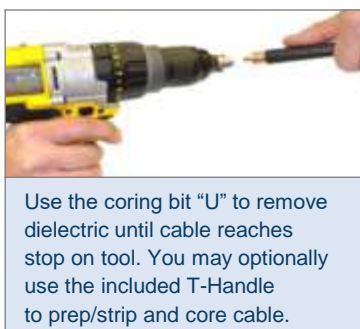 Use the coring bit “U” to remove
dielectric until cable reaches
stop on tool. You may optionally
use the included T-Handle
to prep/strip and core cable.